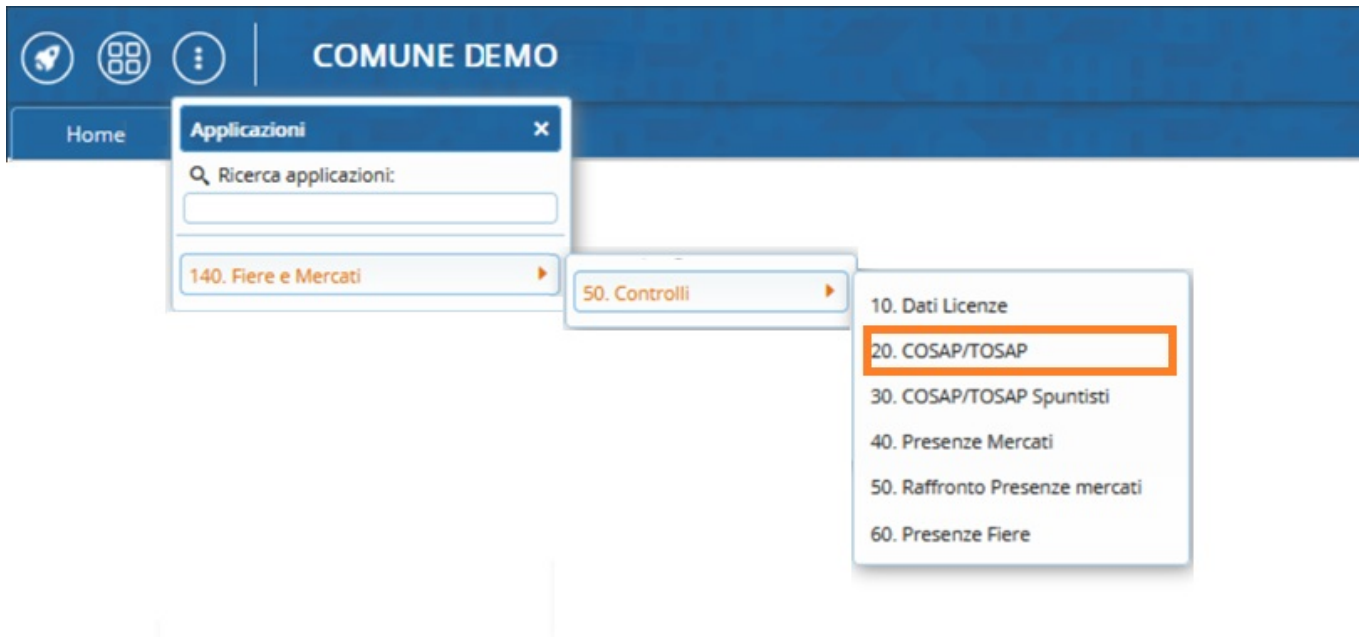 COMUNE DEMO
Home
Applicazioni
Ricerca applicazioni:
140. Fiere e Mercati
50. Controlli
10. Dati Licenze
20. COSAP/TOSAP
30. COSAP/TOSAP Spuntisti
40. Presenze Mercati
50. Raffronto Presenze mercati
60. Presenze Fiere